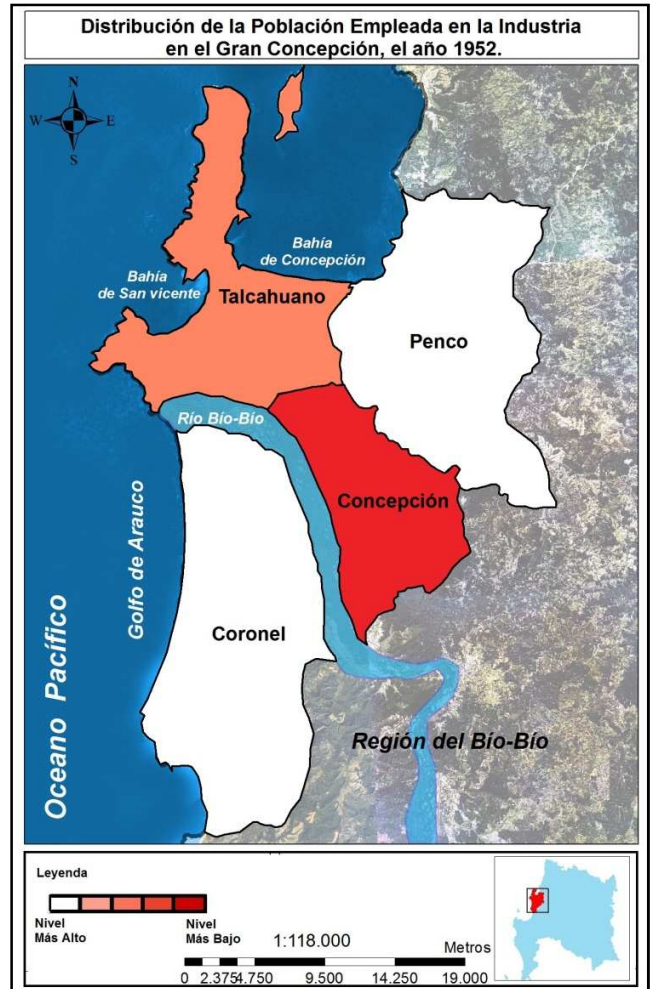 Distribución de la Población Empleada en la Industria
en el Gran Concepción, el año 1952.
N
W
E
S
Bahía
de Concepción
Bahía
de San vicente
Talcahuano
Penco
Río Bío-Bío
Concepción
Golfo de Arauco
Coronel
Oceano Pacífico
Región del Bío-Bío
Leyenda
Nivel
Más Alto
Nivel
Más Bajo
1:118.000
Metros
0 2.375 4.750 9.500 14.250 19.000